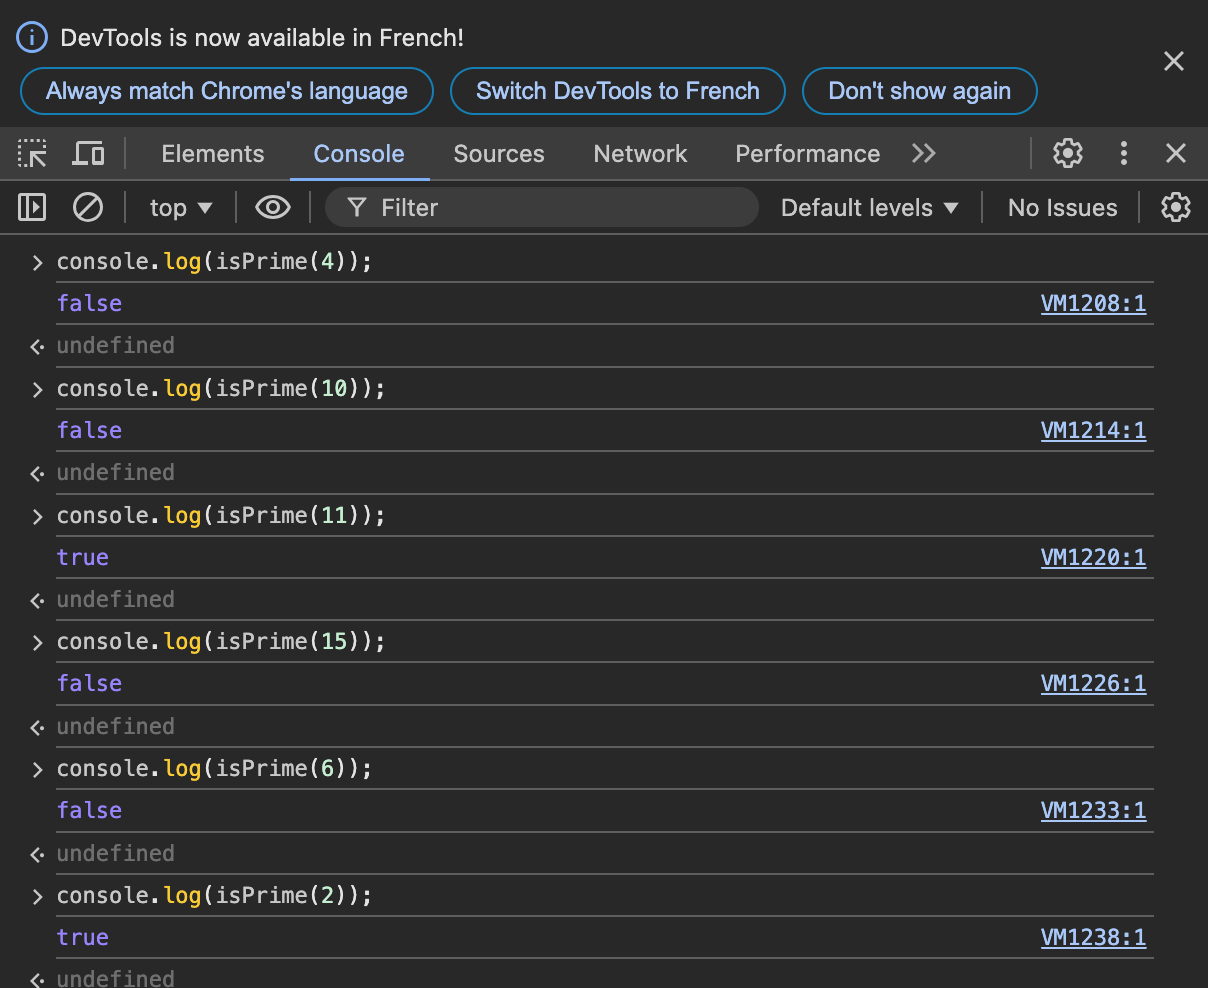 DevTools is now available in French!
Always match Chrome's language Switch DevTools to French Don't show again
Elements Console Sources Network Performance
top Filter Default levels No Issues
console.log(isPrime(4));
false VM1208:1
undefined
console.log(isPrime(10));
false VM1214:1
undefined
console.log(isPrime(11));
true VM1220:1
undefined
console.log(isPrime(15));
false VM1226:1
undefined
console.log(isPrime(6));
false VM1233:1
undefined
console.log(isPrime(2));
true VM1238:1
undefined